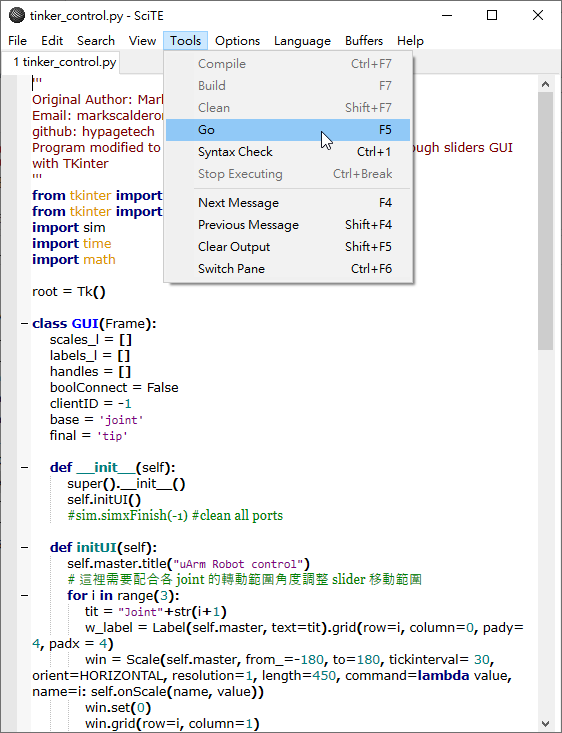 tinker_control.py - SciTE
File Edit Search View Tools Options Language Buffers Help
1 tinker_control.py
Compile Ctrl+F7
Build F7
Clean Shift+F7
Go F5
Syntax Check Ctrl+1
Stop Executing Ctrl+Break
Next Message F4
Previous Message Shift+F4
Clear Output Shift+F5
Switch Pane Ctrl+F6
'''
Original Author: Mark
Email: markscalderon
github: hypagetech
Program modified to ough sliders GUI
with TKinter
'''
from tkinter import
from tkinter import
import sim
import time
import math
root = Tk()
class GUI(Frame):
scales_l = []
labels_l = []
handles = []
boolConnect = False
clientID = -1
base = 'joint'
final = 'tip'
def __init__(self):
super().__init__()
self.initUI()
#sim.simxFinish(-1) #clean all ports
def initUI(self):
self.master.title("uArm Robot control")
# 這裡需要配合各 joint 的轉動範圍角度調整 slider 移動範圍
for i in range(3):
tit = "Joint"+str(i+1)
w_label = Label(self.master, text=tit).grid(row=i, column=0, pady=
4, padx = 4)
win = Scale(self.master, from_=-180, to=180, tickinterval= 30,
orient=HORIZONTAL, resolution=1, length=450, command=lambda value,
name=i: self.onScale(name, value))
win.set(0)
win.grid(row=i, column=1)